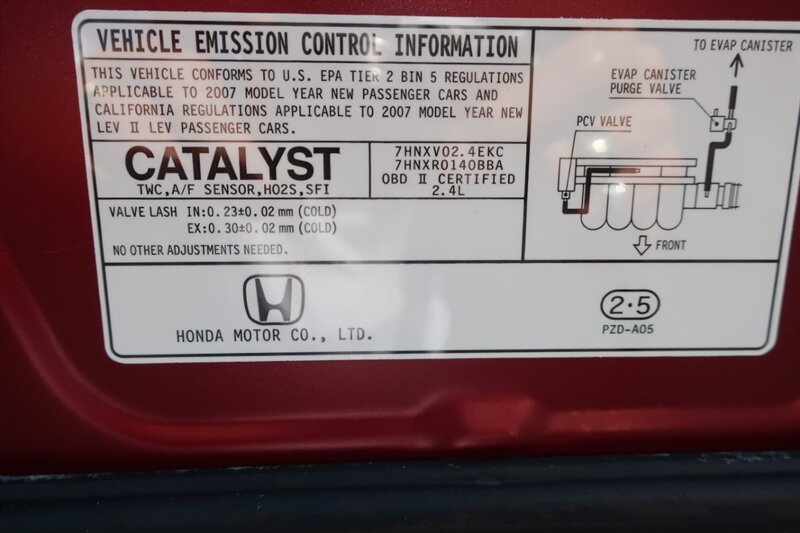 VEHICLE EMISSION CONTROL INFORMATION
THIS VEHICLE CONFORMS TO U.S. EPA TIER 2 BIN 5 REGULATIONS
APPLICABLE TO 2007 MODEL YEAR NEW PASSENGER CARS AND
CALIFORNIA REGULATIONS APPLICABLE TO 2007 MODEL YEAR NEW
LEV II LEV PASSENGER CARS.
CATALYST
TWC,A/F SENSOR,HO2S,SFI
7HNXV02.4EKC
7HNXR0140BBA
OBD II CERTIFIED
2.4L
VALVE LASH IN:0.23±0.02 mm (COLD)
EX:0.30±0.02 mm (COLD)
NO OTHER ADJUSTMENTS NEEDED.
TO EVAP CANISTER
EVAP CANISTER
PURGE VALVE
PCV VALVE
FRONT
HONDA MOTOR CO., LTD.
2·5
PZD-A05